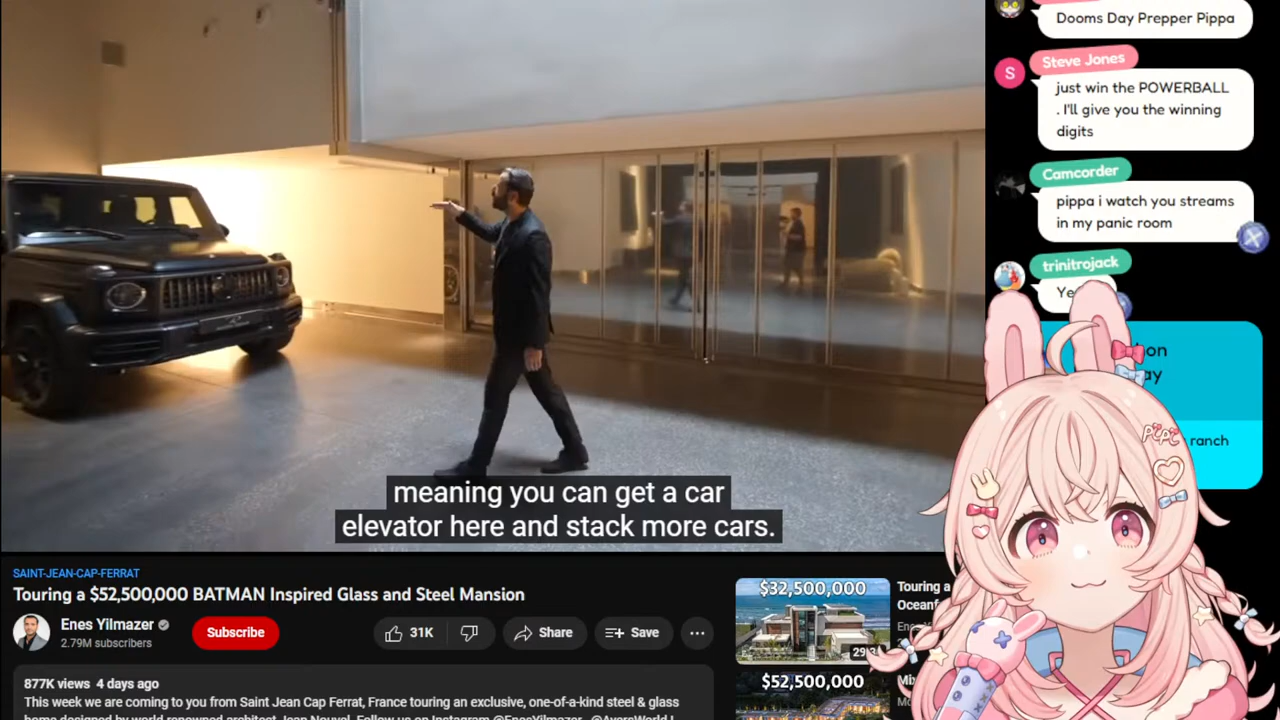 Dooms Day Prepper Pippa
Steve Jones
S
just win the POWERBALL
. I'll give you the winning
digits
Camcorder
pippa i watch you streams
in my panic room
trinitrojack
on
ay
ranch
PiPi
meaning you can get a car
elevator here and stack more cars.
SAINT-JEAN-CAP-FERRAT
Touring a $52,500,000 BATMAN Inspired Glass and Steel Mansion
Enes Yilmazer
2.79M subscribers
Subscribe
31K
Share
Save
877K views 4 days ago
This week we are coming to you from Saint Jean Cap Ferrat, France touring an exclusive, one-of-a-kind steel & glass
$32,500,000
Touring a
$52,500,000